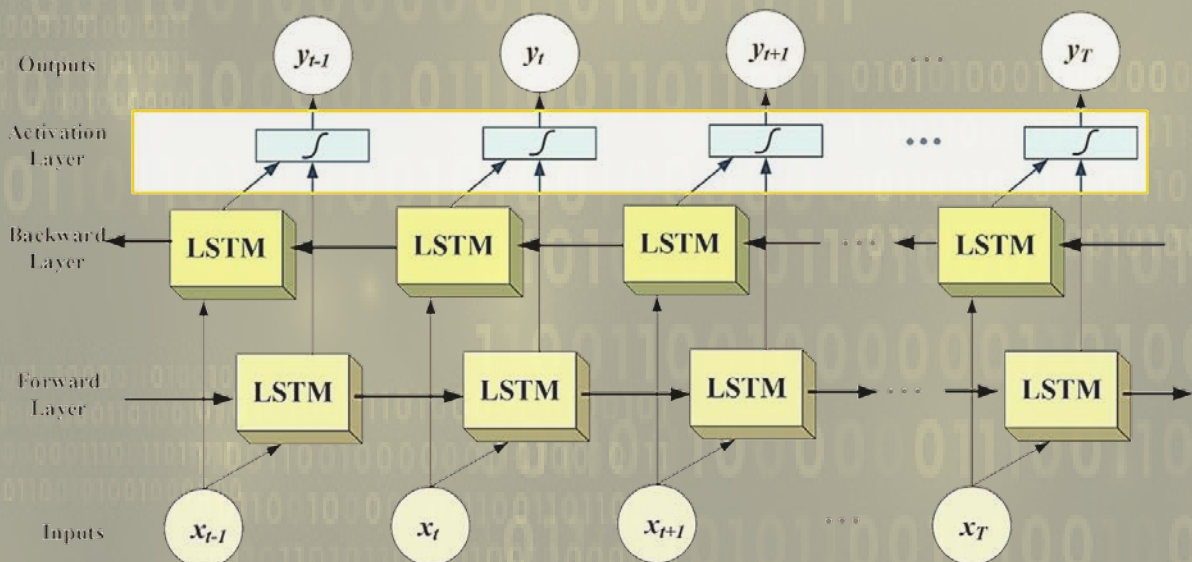 Outputs y_{t-1} y_t y_{t+1} ... y_T
Activation
Layer ∫ ∫ ∫ ... ∫
Backward
Layer LSTM LSTM LSTM ... LSTM
Forward
Layer LSTM LSTM LSTM ... LSTM
Inputs x_{t-1} x_t x_{t+1} ... x_T